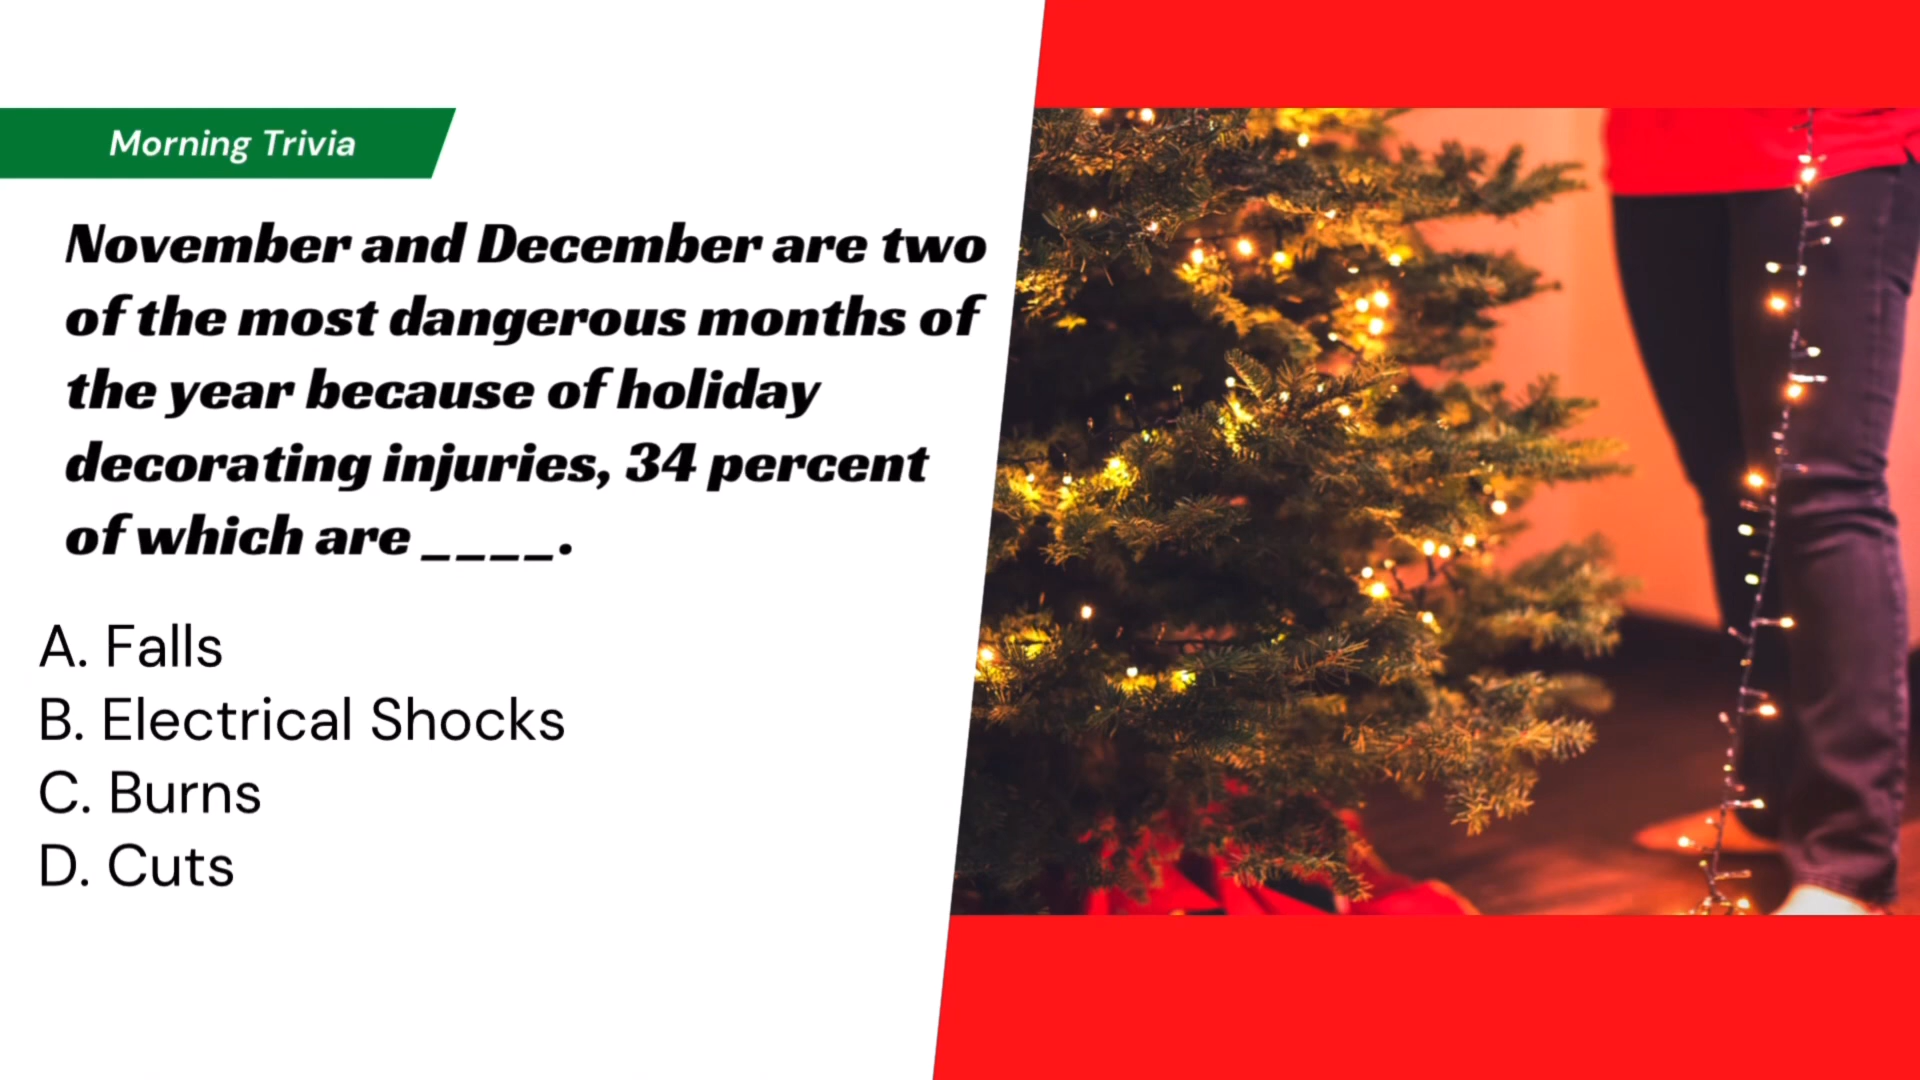 Morning Trivia
November and December are two
of the most dangerous months of
the year because of holiday
decorating injuries, 34 percent
of which are ____.
A. Falls
B. Electrical Shocks
C. Burns
D. Cuts